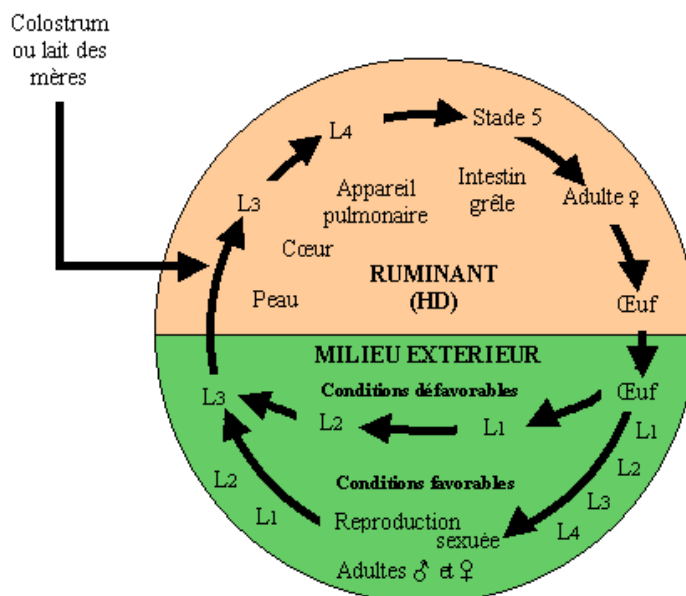 Colostrum
ou lait des
mères
L4
Stade 5
L3
Appareil
pulmonaire
Intestin
grêle
Adulte ♀
Cœur
Peau
RUMINANT
(HD)
Œuf
MILIEU EXTERIEUR
Conditions défavorables
L3
L2
L1
Œuf
L1
L2
L3
L4
Conditions favorables
L2
L1
Reproduction
sexuée
Adultes ♂ et ♀